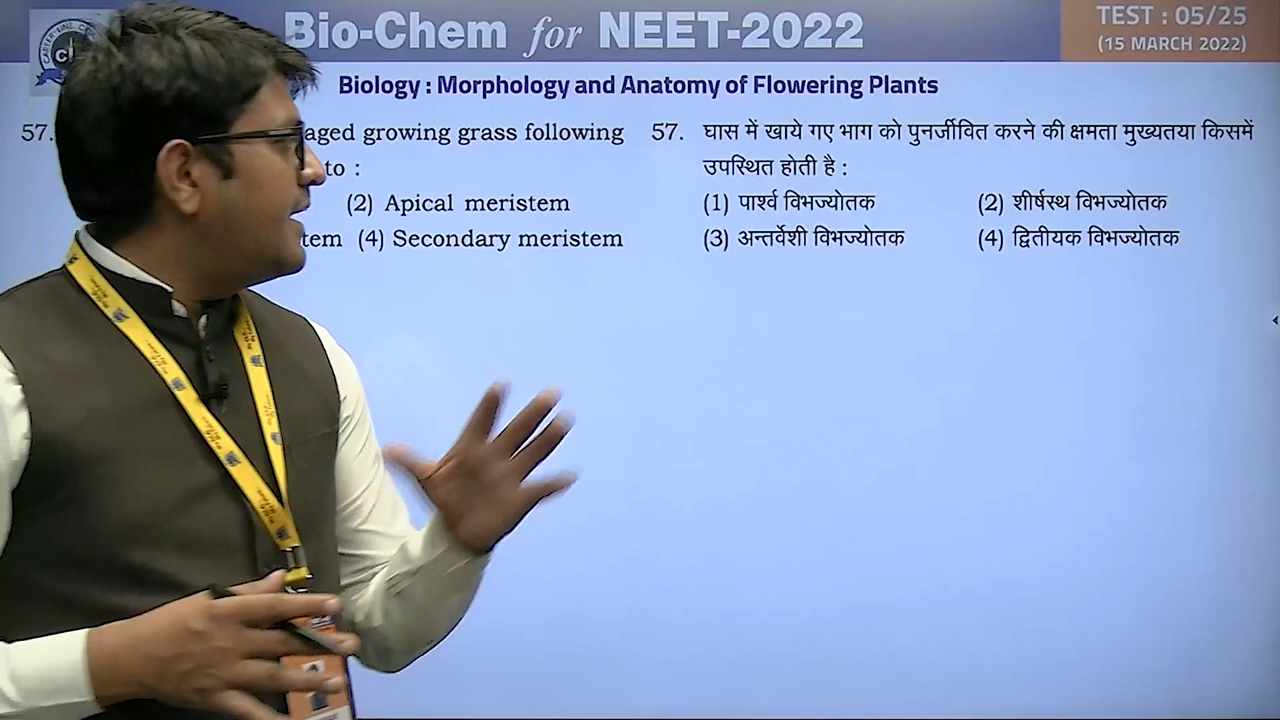 Bio-Chem for NEET-2022
TEST : 05/25
(15 MARCH 2022)
Biology : Morphology and Anatomy of Flowering Plants
57.
growing grass following
to :
(2) Apical meristem
(4) Secondary meristem
57. घास में खाये गए भाग को पुनर्जीवित करने की क्षमता मुख्यतया किसमें
उपस्थित होती है :
(1) पार्श्व विभज्योतक (2) शीर्षस्थ विभज्योतक
(3) अन्तर्वेशी विभज्योतक (4) द्वितीयक विभज्योतक